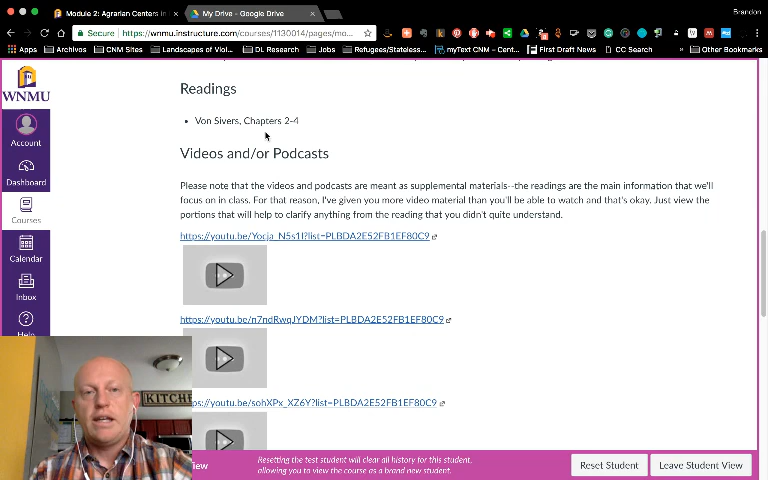 Brandon
Module 2: Agrarian Centers in
My Drive - Google Drive
Secure
https://wnmu.instructure.com/courses/1130014/pages/mo...
Apps
Archivos
CNM Sites
Landscapes of Viol...
DL Research
Jobs
Refugees/Stateless...
myText CNM - Cent...
First Draft News
CC Search
Other Bookmarks
WNMU
Account
Dashboard
Courses
Calendar
Inbox
Help
Readings
Von Sivers, Chapters 2-4
Videos and/or Podcasts
Please note that the videos and podcasts are meant as supplemental materials--the readings are the main information that we'll
focus on in class. For that reason, I've given you more video material than you'll be able to watch and that's okay. Just view the
portions that will help to clarify anything from the reading that you didn't quite understand.
https://youtu.be/Yocja_N5s1I?list=PLBDA2E52FB1EF80C9
https://youtu.be/n7ndRwqJYDM?list=PLBDA2E52FB1EF80C9
ps://youtu.be/sohXPx_XZ6Y?list=PLBDA2E52FB1EF80C9
KITCHE
iew
Resetting the test student will clear all history for this student,
allowing you to view the course as a brand new student.
Reset Student
Leave Student View